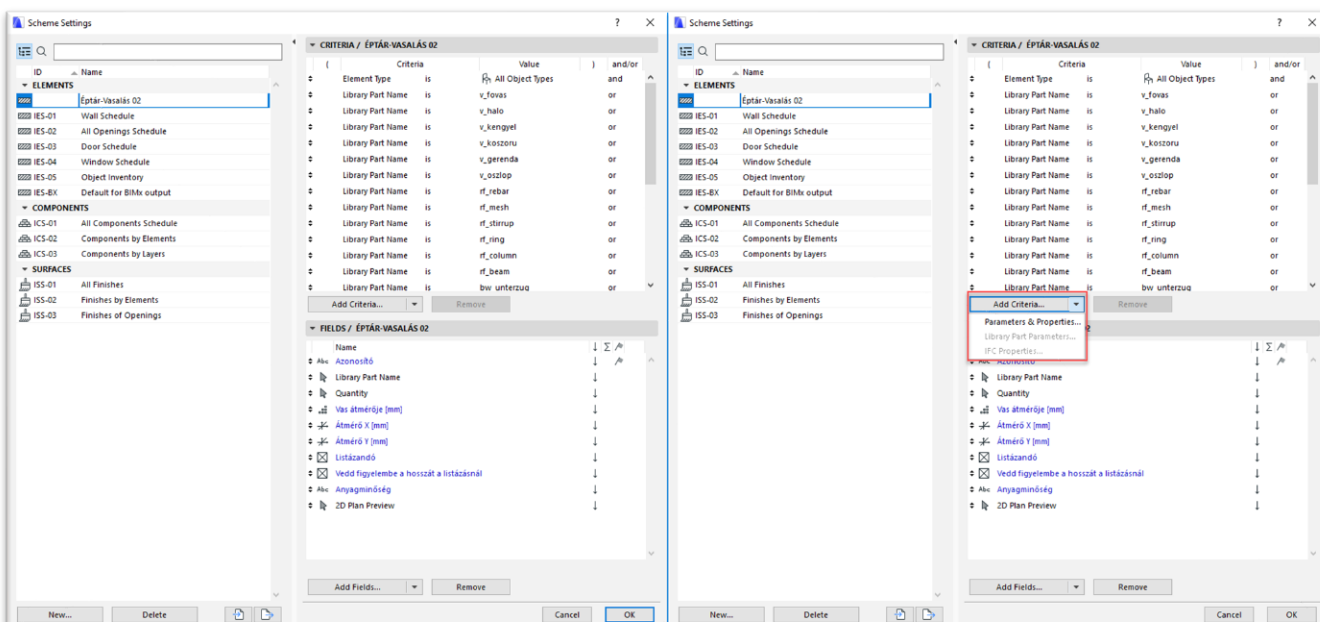 Scheme Settings
?
ID Name
ELEMENTS
Éptár-Vasalás 02
IES-01 Wall Schedule
IES-02 All Openings Schedule
IES-03 Door Schedule
IES-04 Window Schedule
IES-05 Object Inventory
IES-BX Default for BIMx output
COMPONENTS
ICS-01 All Components Schedule
ICS-02 Components by Elements
ICS-03 Components by Layers
SURFACES
ISS-01 All Finishes
ISS-02 Finishes by Elements
ISS-03 Finishes of Openings
New... Delete
CRITERIA / ÉPTÁR-VASALÁS 02
( Criteria Value ) and/or
Element Type is All Object Types and
Library Part Name is v_fovas or
Library Part Name is v_halo or
Library Part Name is v_kengyel or
Library Part Name is v_koszoru or
Library Part Name is v_gerenda or
Library Part Name is v_oszlop or
Library Part Name is rf_rebar or
Library Part Name is rf_mesh or
Library Part Name is rf_stirrup or
Library Part Name is rf_ring or
Library Part Name is rf_column or
Library Part Name is rf_beam or
Library Part Name is bw_unterzug or
Add Criteria... Remove
FIELDS / ÉPTÁR-VASALÁS 02
Name
Abc Azonosító
Library Part Name
Quantity
Vas átmérője [mm]
Átmérő X [mm]
Átmérő Y [mm]
Listázandó
Vedd figyelembe a hosszát a listázásnál
Abc Anyagminőség
2D Plan Preview
Add Fields... Remove
Cancel OK
Scheme Settings
?
ID Name
ELEMENTS
Éptár-Vasalás 02
IES-01 Wall Schedule
IES-02 All Openings Schedule
IES-03 Door Schedule
IES-04 Window Schedule
IES-05 Object Inventory
IES-BX Default for BIMx output
COMPONENTS
ICS-01 All Components Schedule
ICS-02 Components by Elements
ICS-03 Components by Layers
SURFACES
ISS-01 All Finishes
ISS-02 Finishes by Elements
ISS-03 Finishes of Openings
New... Delete
CRITERIA / ÉPTÁR-VASALÁS 02
( Criteria Value ) and/or
Element Type is All Object Types and
Library Part Name is v_fovas or
Library Part Name is v_halo or
Library Part Name is v_kengyel or
Library Part Name is v_koszoru or
Library Part Name is v_gerenda or
Library Part Name is v_oszlop or
Library Part Name is rf_rebar or
Library Part Name is rf_mesh or
Library Part Name is rf_stirrup or
Library Part Name is rf_ring or
Library Part Name is rf_column or
Library Part Name is rf_beam or
Library Part Name is bw_unterzug or
Add Criteria... Remove
Parameters & Properties...
Library Part Parameters...
IFC Properties...
Abc Azonosító
Library Part Name
Quantity
Vas átmérője [mm]
Átmérő X [mm]
Átmérő Y [mm]
Listázandó
Vedd figyelembe a hosszát a listázásnál
Abc Anyagminőség
2D Plan Preview
Add Fields... Remove
Cancel OK